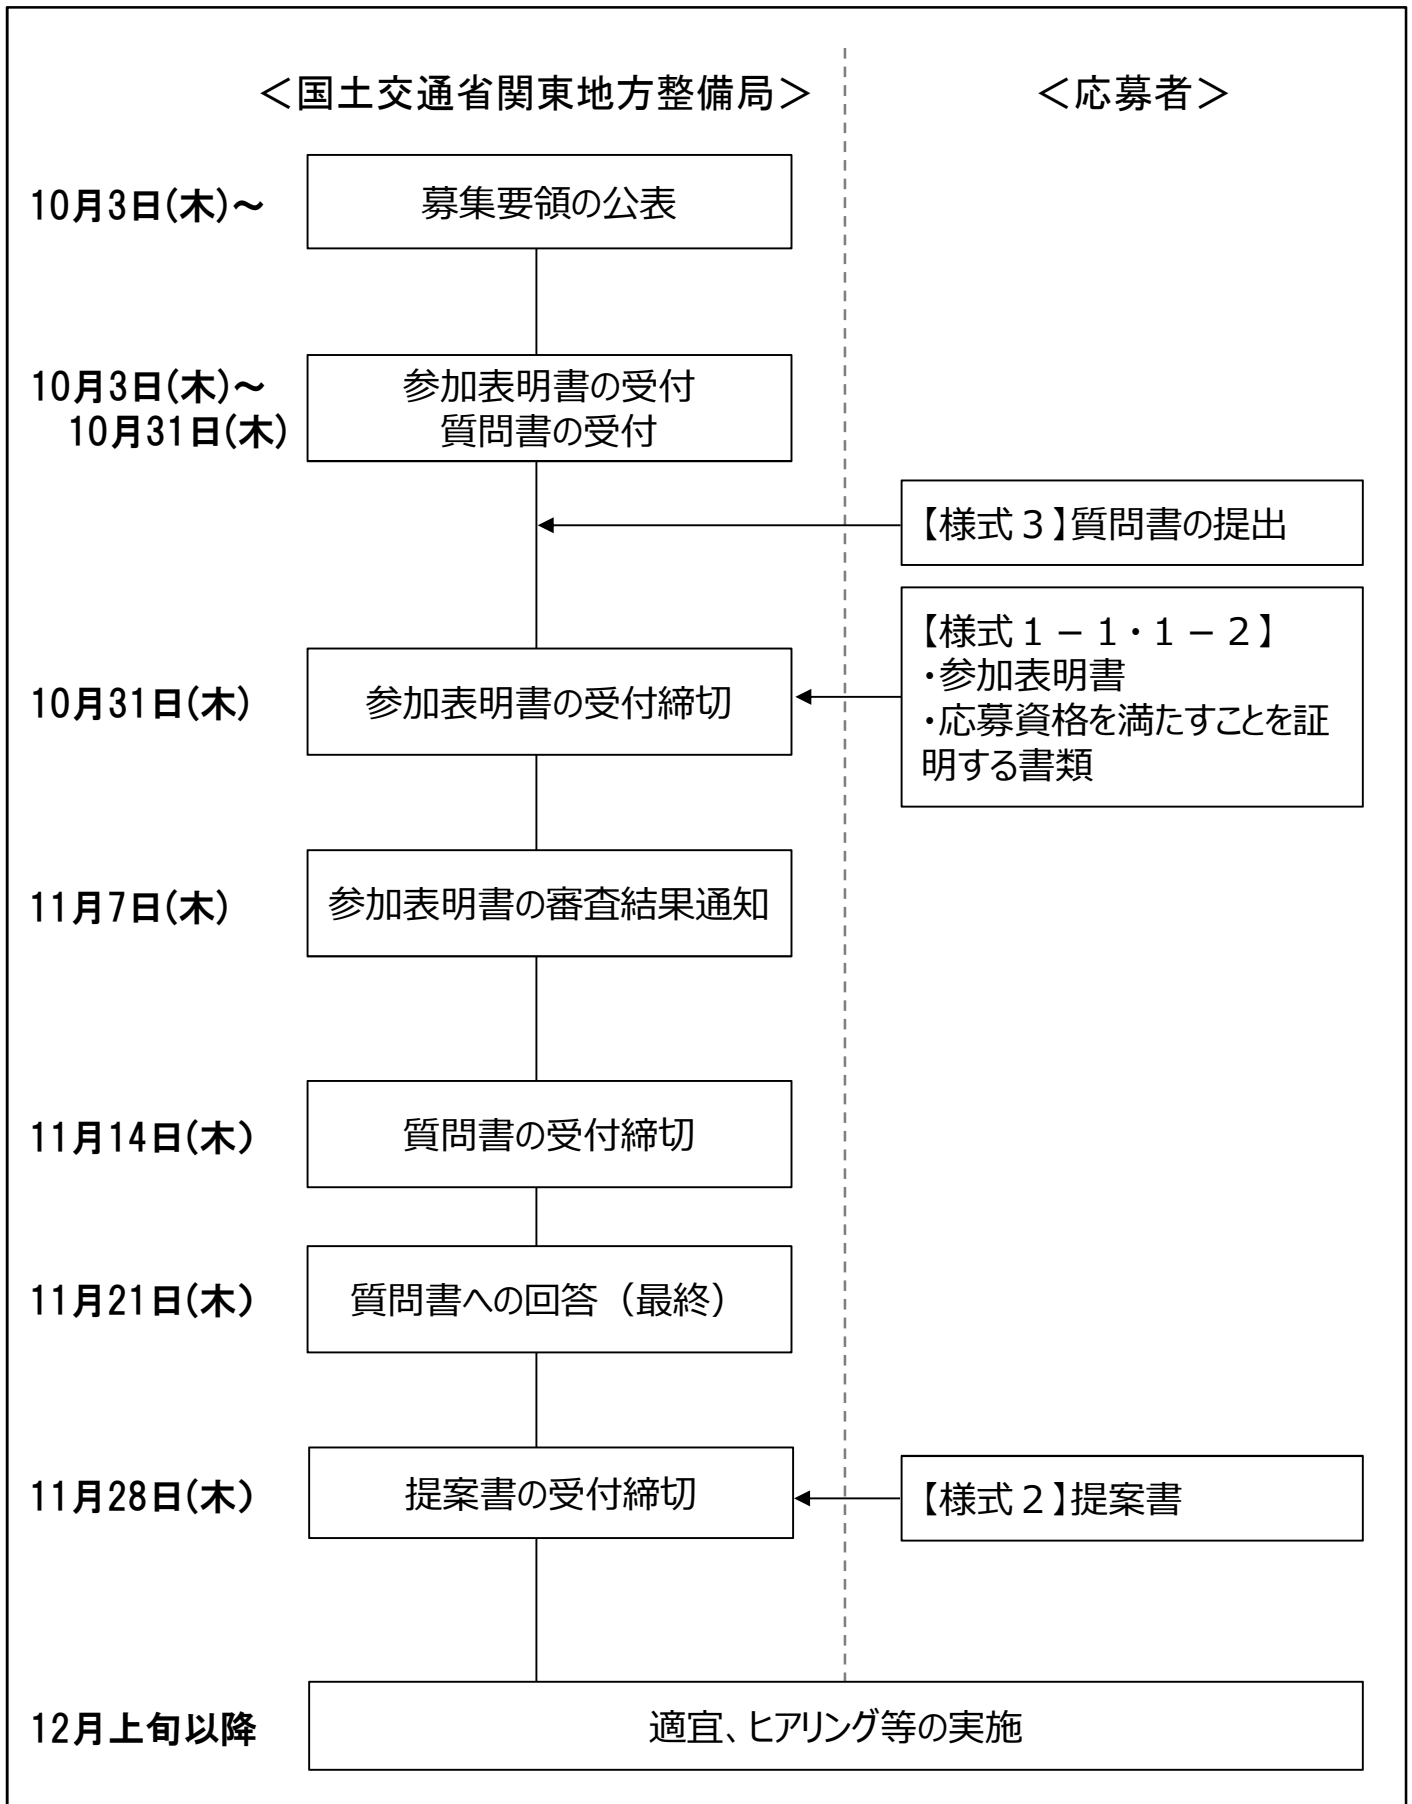 ＜国土交通省関東地方整備局＞
＜応募者＞
10月3日(木)～
募集要領の公表
10月3日(木)～
10月31日(木)
参加表明書の受付
質問書の受付
【様式３】質問書の提出
【様式１－１・１－２】
・参加表明書
・応募資格を満たすことを証
明する書類
10月31日(木)
参加表明書の受付締切
11月7日(木)
参加表明書の審査結果通知
11月14日(木)
質問書の受付締切
11月21日(木)
質問書への回答（最終）
11月28日(木)
提案書の受付締切
【様式２】提案書
12月上旬以降
適宜、ヒアリング等の実施